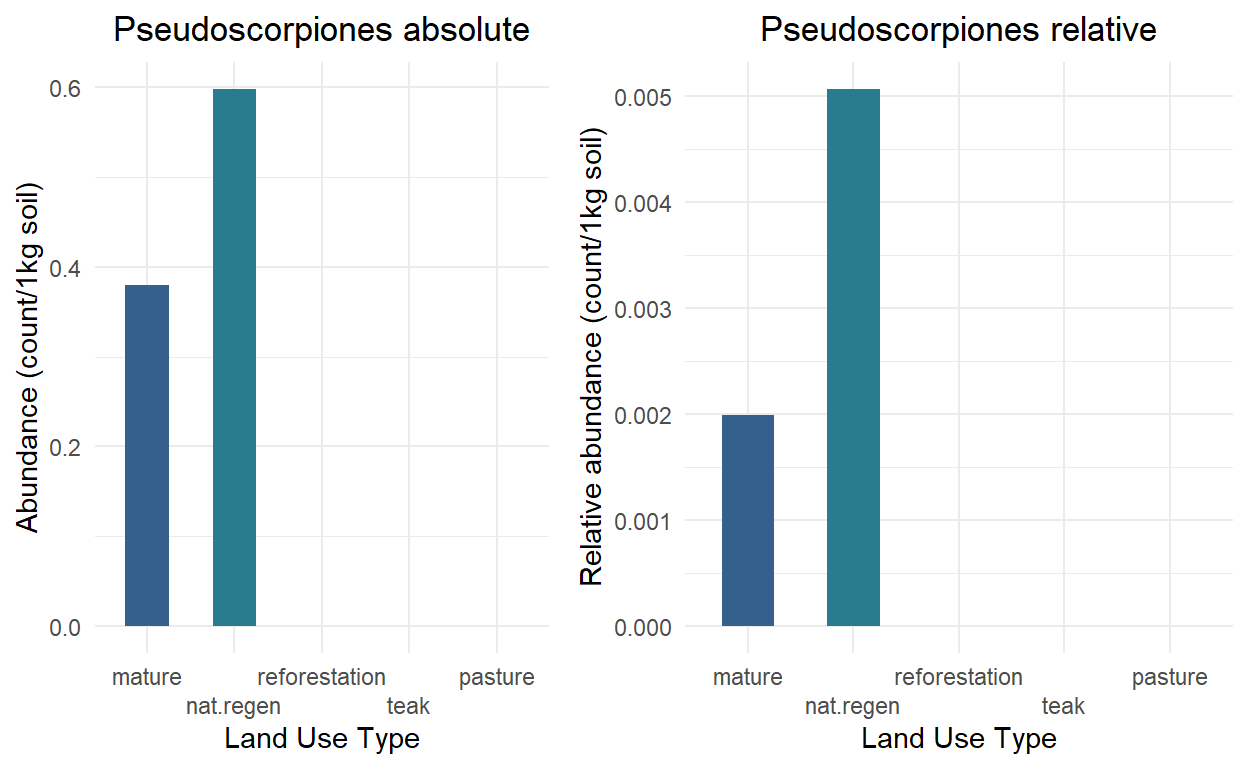 Pseudoscorpiones absolute
Abundance (count/1kg soil)
0.6
0.4
0.2
0.0
mature
nat.regen
reforestation
teak
pasture
Land Use Type
Pseudoscorpiones relative
Relative abundance (count/1kg soil)
0.005
0.004
0.003
0.002
0.001
0.000
mature
nat.regen
reforestation
teak
pasture
Land Use Type